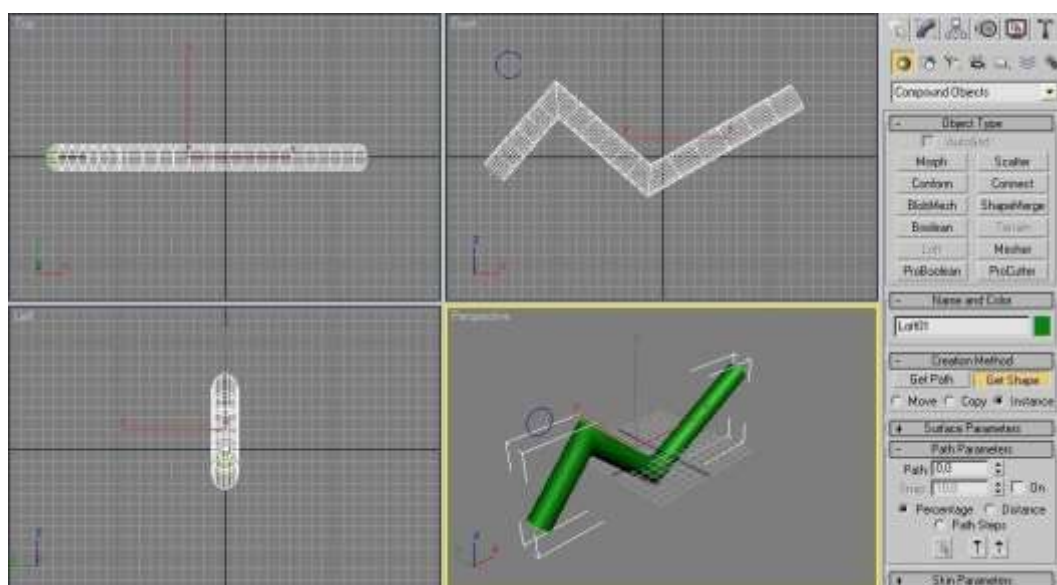 Top
Front
Left
Perspective
Compound Objects
- Object Type
AutoGrid
Morph Scatter
Conform Connect
BlobMesh ShapeMerge
Boolean Terrain
Loft Mesher
ProBoolean ProCutter
- Name and Color
Loft01
- Creation Method
Get Path Get Shape
Move Copy Instance
+ Surface Parameters
- Path Parameters
Path 0,0
Snap 10,0 On
Percentage Distance
Path Steps
+ Skin Parameters